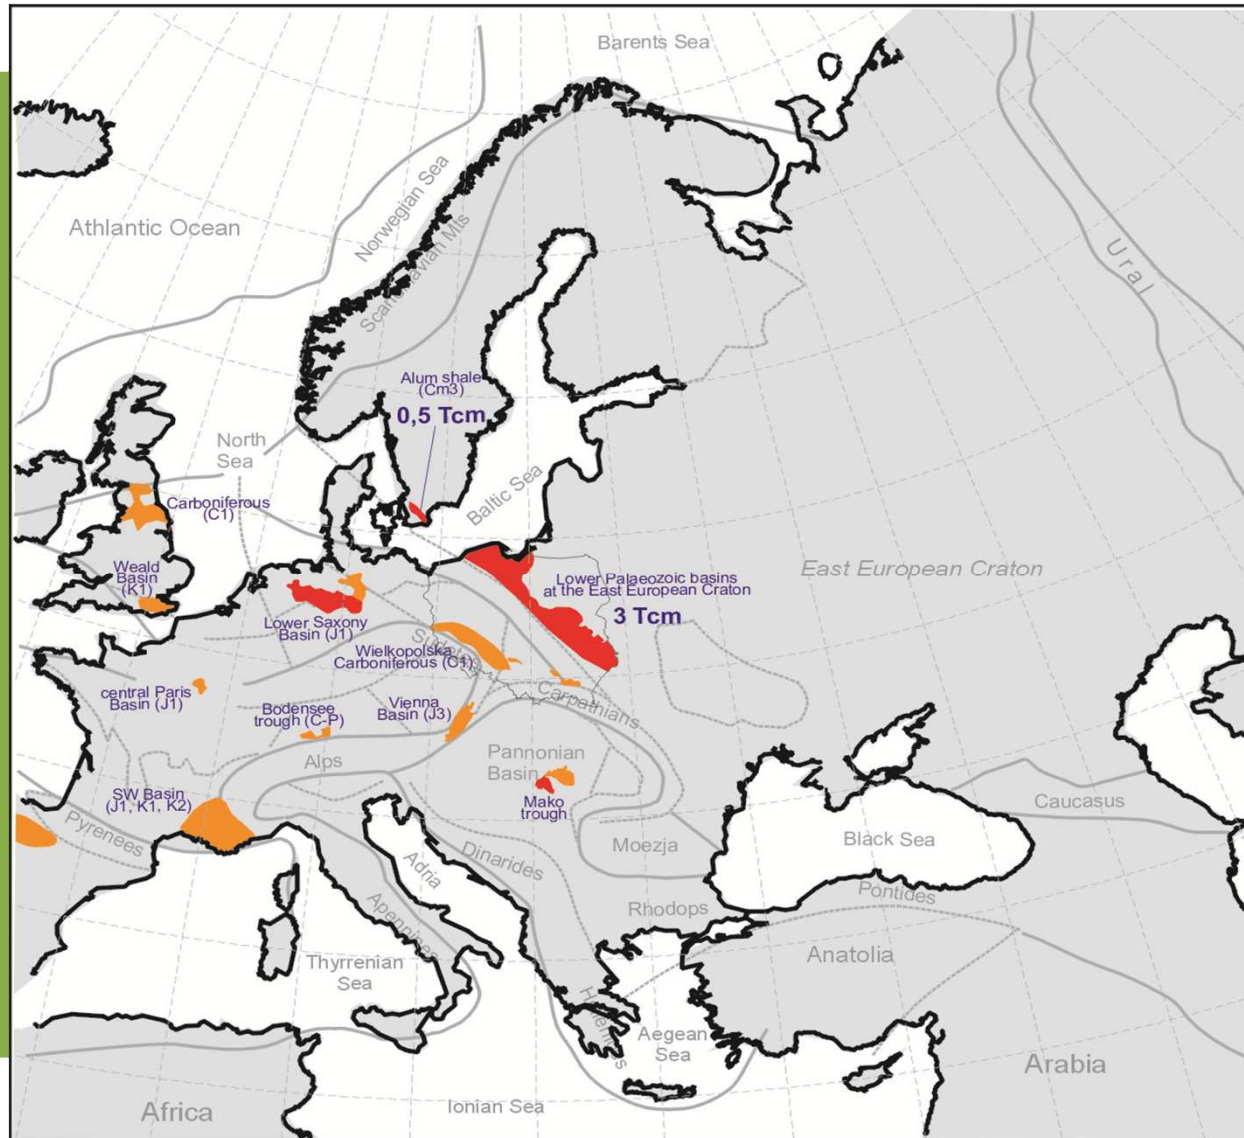 Barents Sea
Norwegian Sea
Athlantic Ocean
Scandinavian Mts
Ural
Alum shale
(Cm3)
0,5 Tcm
North
Sea
Baltic Sea
Carboniferous
(C1)
Weald
Basin
(K1)
East European Craton
Lower Palaeozoic basins
at the East European Craton
3 Tcm
Lower Saxony
Basin (J1)
Wielkopolska
Carboniferous (C1)
central Paris
Basin (J1)
Bodensee
trough (C-P)
Vienna
Basin (J3)
Carpathians
Alps
Pannonian
Basin
SW Basin
(J1, K1, K2)
Mako
trough
Pyrenees
Caucasus
Black Sea
Moezja
Dinarides
Adria
Apennines
Pontides
Rhodops
Anatolia
Thyrrenian
Sea
Aegean
Sea
Arabia
Ionian Sea
Africa